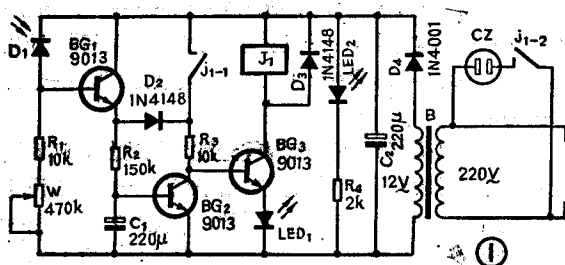 D1
BG1
9013
D2
1N4148
J1-1
J1
D3
1N4148
LED2
D4
1N4001
CZ
J1-2
R1
10k
R2
150k
R3
10k
BG3
9013
B
W
470k
C1
220μ
BG2
9013
LED1
R4
2k
C2
220μ
12V
220V
1